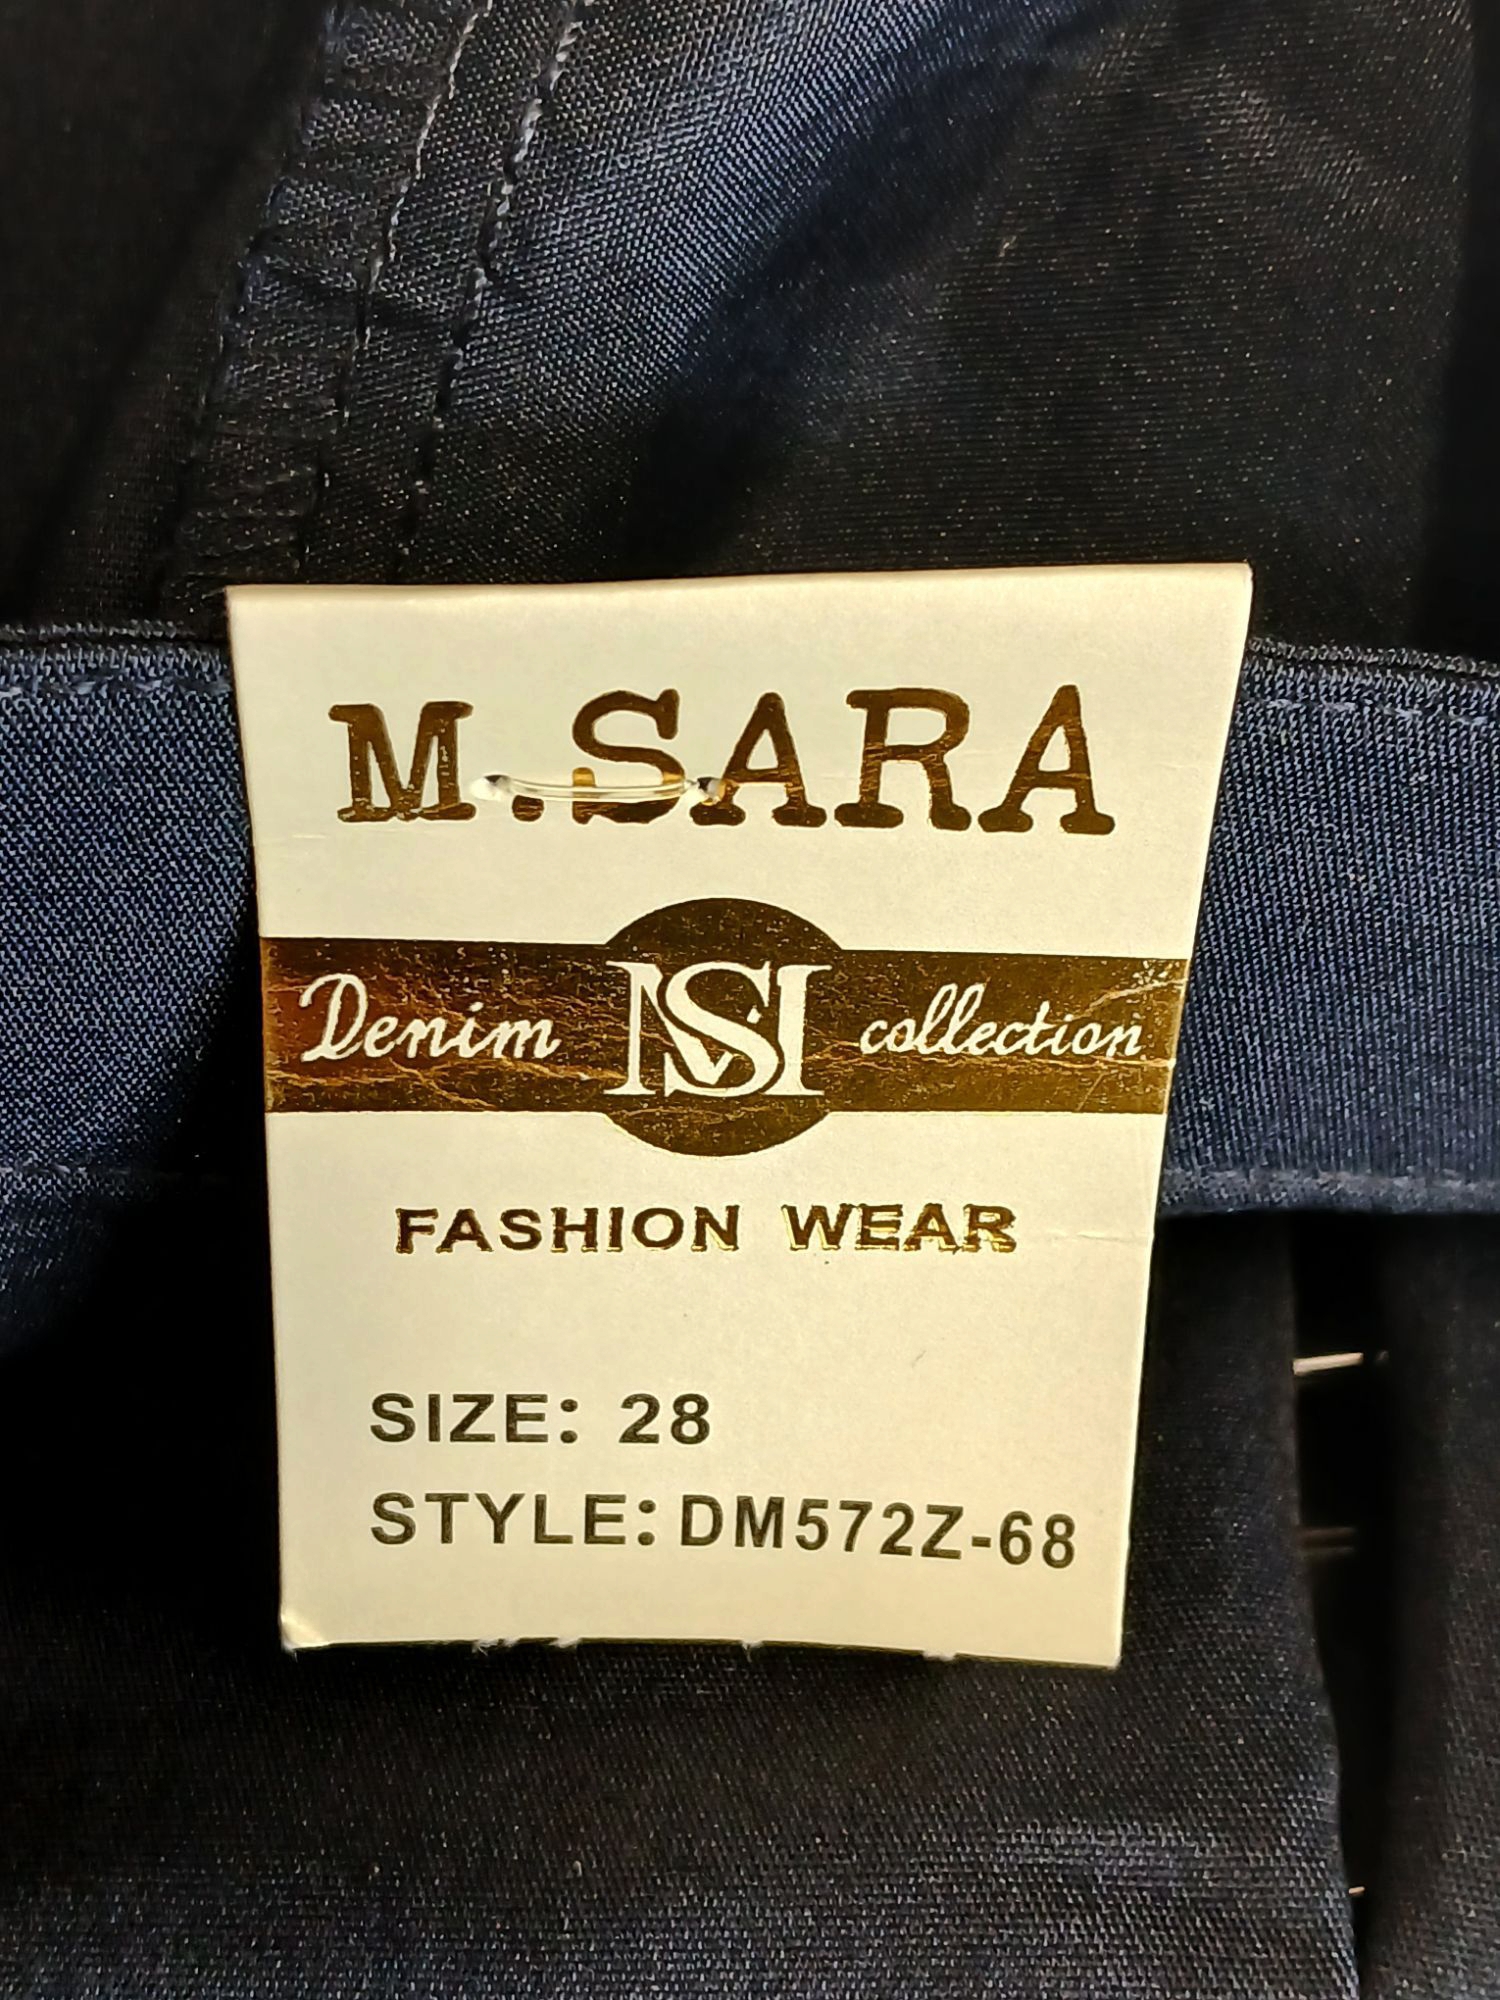 M.SARA
Denim MS collection
FASHION WEAR
SIZE: 28
STYLE: DM572Z-68